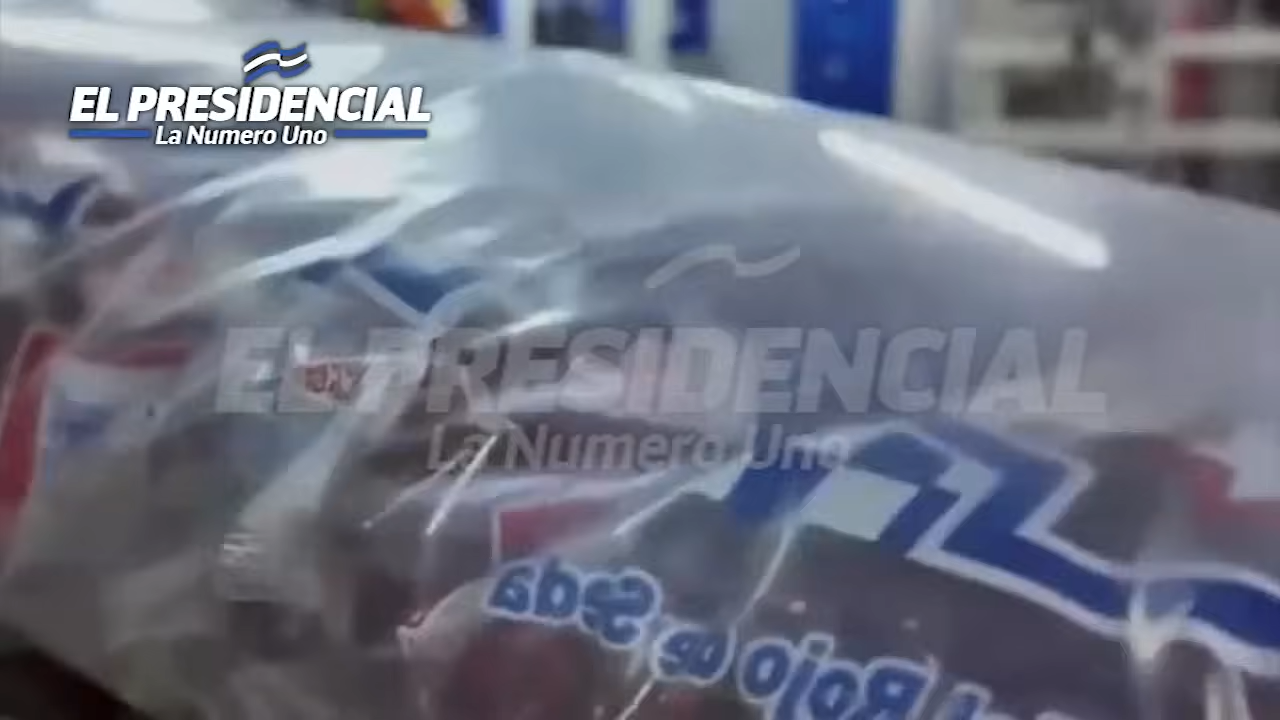 EL PRESIDENCIAL
La Numero Uno
EL PRESIDENCIAL
La Numero Uno
Rojo de Seda